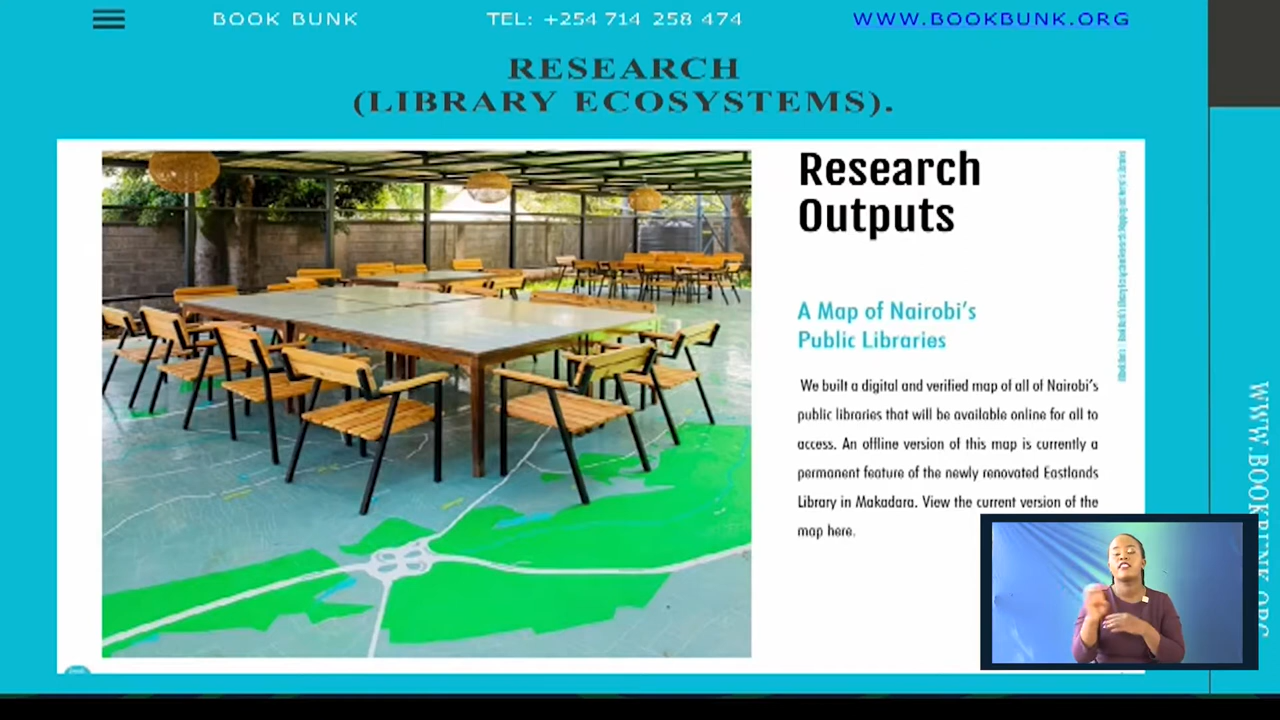 BOOK BUNK
TEL: +254 714 258 474
WWW.BOOKBUNK.ORG
RESEARCH
(LIBRARY ECOSYSTEMS).
Research
Outputs
A Map of Nairobi's
Public Libraries
We built a digital and verified map of all of Nairobi's
public libraries that will be available online for all to
access. An offline version of this map is currently a
permanent feature of the newly renovated Eastlands
Library in Makadara. View the current version of the
map here.
WWW.BOOKBUNK.ORG